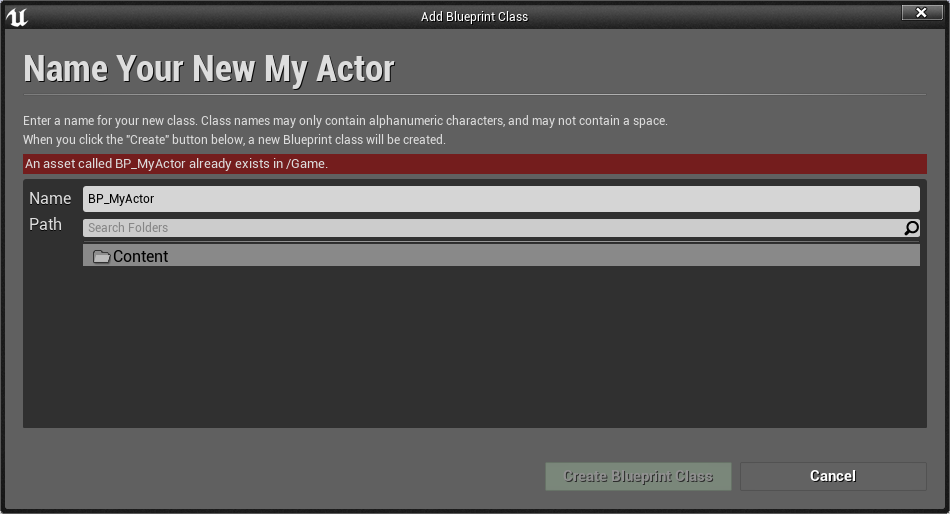 Add Blueprint Class
Name Your New My Actor
Enter a name for your new class. Class names may only contain alphanumeric characters, and may not contain a space.
When you click the "Create" button below, a new Blueprint class will be created.
An asset called BP_MyActor already exists in /Game.
Name BP_MyActor
Path Search Folders
Content
Create Blueprint Class Cancel